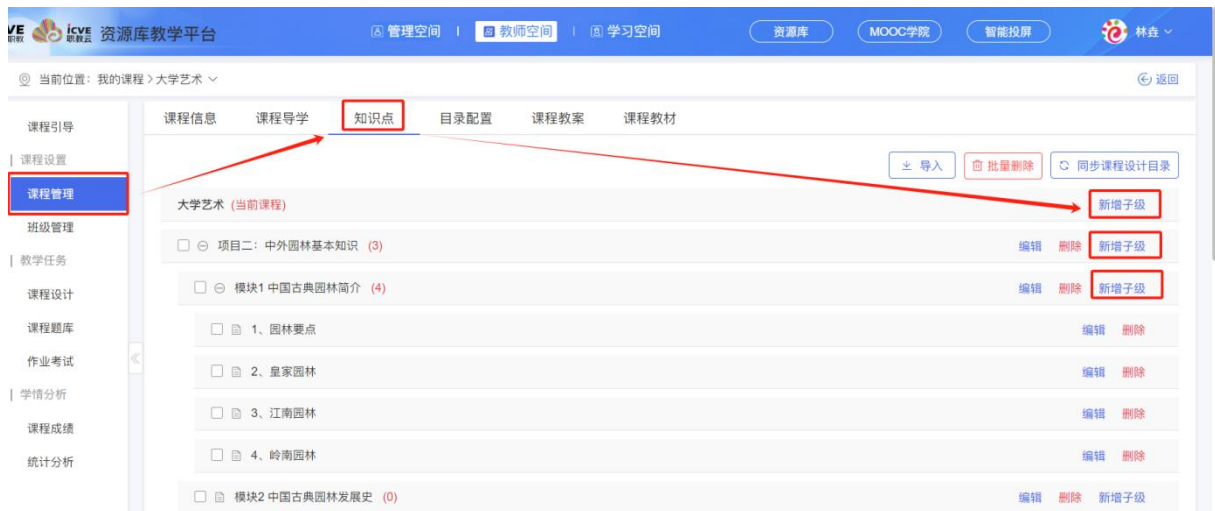 VE 职教 icve 职教云 资源库教学平台 管理空间 教师空间 学习空间 资源库 MOOC学院 智能投屏 林垚
当前位置：我的课程 > 大学艺术 返回
课程引导
课程设置
课程管理
班级管理
教学任务
课程设计
课程题库
作业考试
学情分析
课程成绩
统计分析
课程信息 课程导学 知识点 目录配置 课程教案 课程教材
导入 批量删除 同步课程设计目录
大学艺术 (当前课程) 新增子级
项目二：中外园林基本知识 (3) 编辑 删除 新增子级
模块1 中国古典园林简介 (4) 编辑 删除 新增子级
1、园林要点 编辑 删除
2、皇家园林 编辑 删除
3、江南园林 编辑 删除
4、岭南园林 编辑 删除
模块2 中国古典园林发展史 (0) 编辑 删除 新增子级